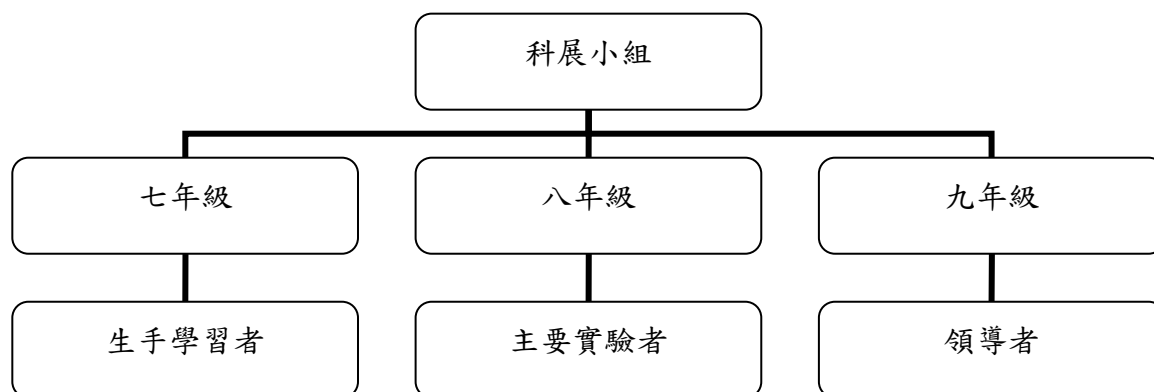 科展小組
七年級
八年級
九年級
生手學習者
主要實驗者
領導者